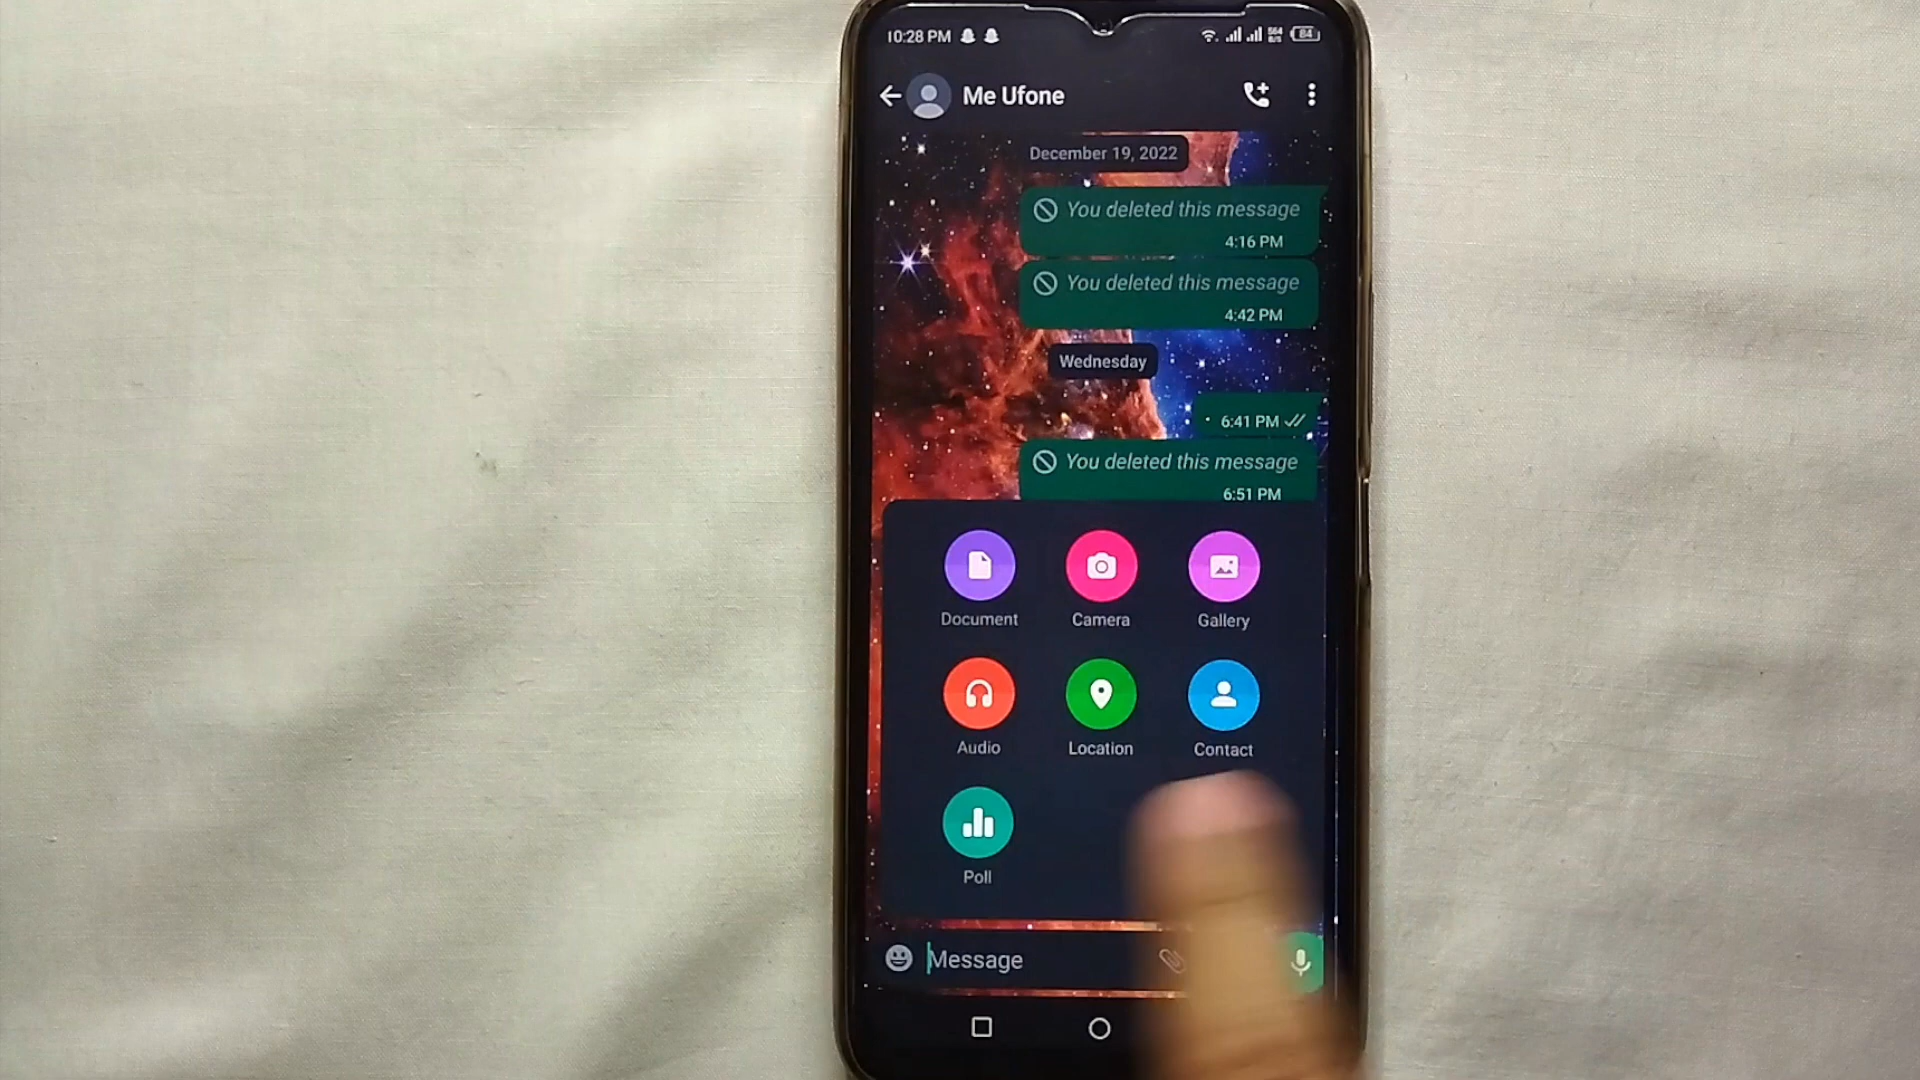 10:28 PM 564 B/S 84
Me Ufone
December 19, 2022
You deleted this message
4:16 PM
You deleted this message
4:42 PM
Wednesday
. 6:41 PM
You deleted this message
6:51 PM
Document Camera Gallery
Audio Location Contact
Poll
Message